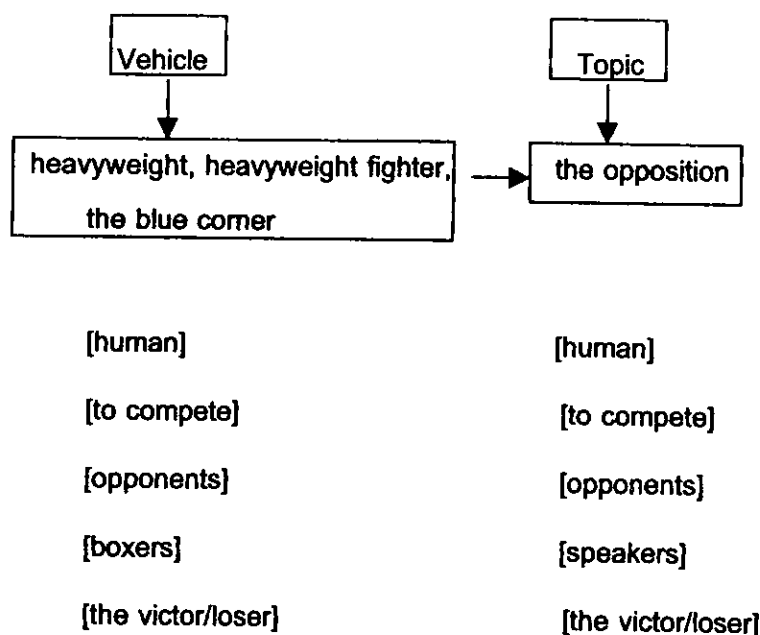 Vehicle Topic
heavyweight, heavyweight fighter, the opposition
the blue corner
[human] [human]
[to compete] [to compete]
[opponents] [opponents]
[boxers] [speakers]
[the victor/loser] [the victor/loser]